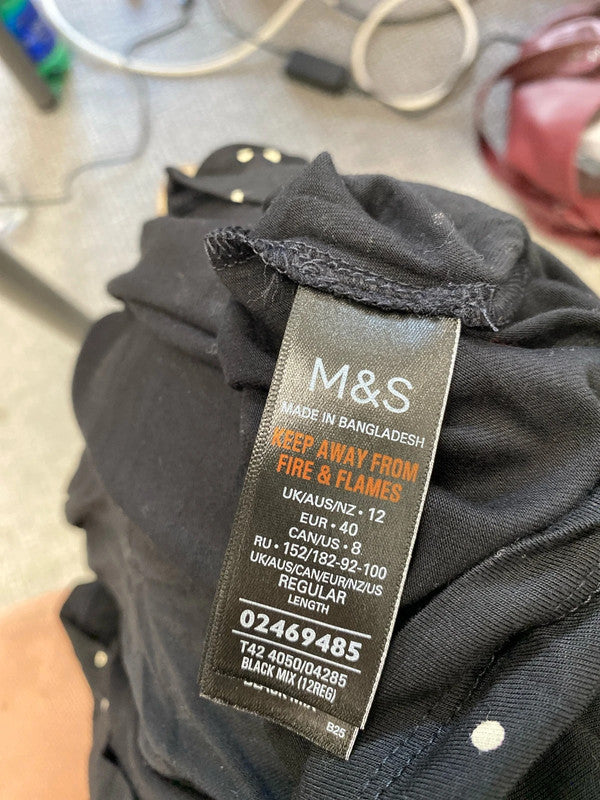 M&S
MADE IN BANGLADESH
KEEP AWAY FROM
FIRE & FLAMES
UK/AUS/NZ • 12
EUR • 40
CAN/US • 8
RU • 152/182-92-100
UK/AUS/CAN/EUR/NZ/US
REGULAR
LENGTH
02469485
T42 4050/04285
BLACK MIX (12REG)
B25